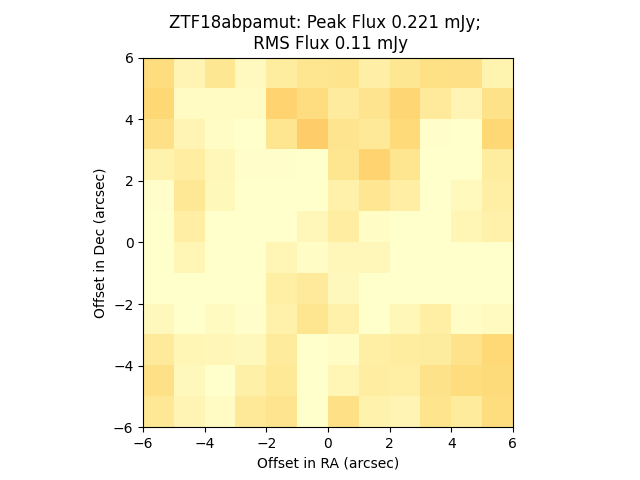 ZTF18abpamut: Peak Flux 0.221 mJy;
RMS Flux 0.11 mJy
6
4
2
0
−2
−4
−6
Offset in Dec (arcsec)
−6 −4 −2 0 2 4 6
Offset in RA (arcsec)